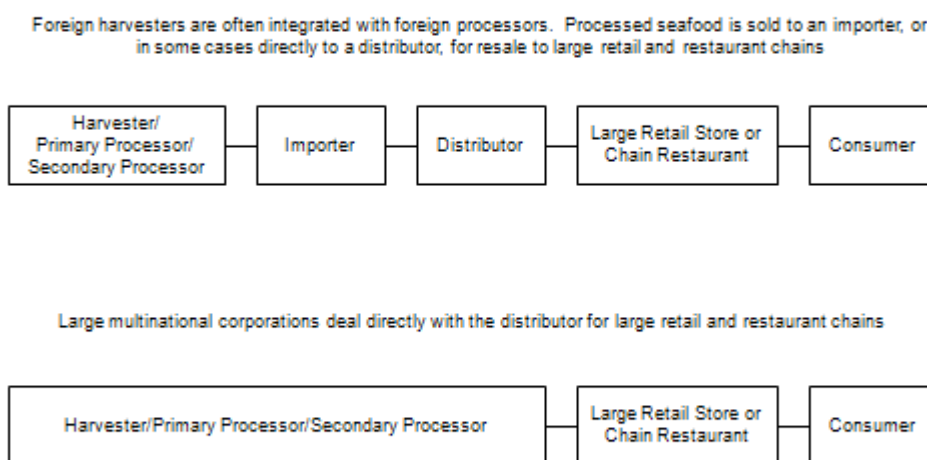 Foreign harvesters are often integrated with foreign processors.  Processed seafood is sold to an importer, or
in some cases directly to a distributor, for resale to large retail and restaurant chains
Harvester/
Primary Processor/
Secondary Processor
Importer
Distributor
Large Retail Store or
Chain Restaurant
Consumer
Large multinational corporations deal directly with the distributor for large retail and restaurant chains
Harvester/Primary Processor/Secondary Processor
Large Retail Store or
Chain Restaurant
Consumer